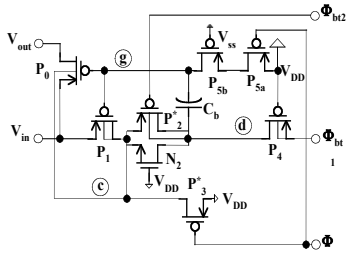 Φbt2
Vout
g
Vss
P0
VDD
P5b
P5a
Cb
P*2
d
Vin
P1
N2
P4
Φbt1
VDD
c
P*3
VDD
Φ